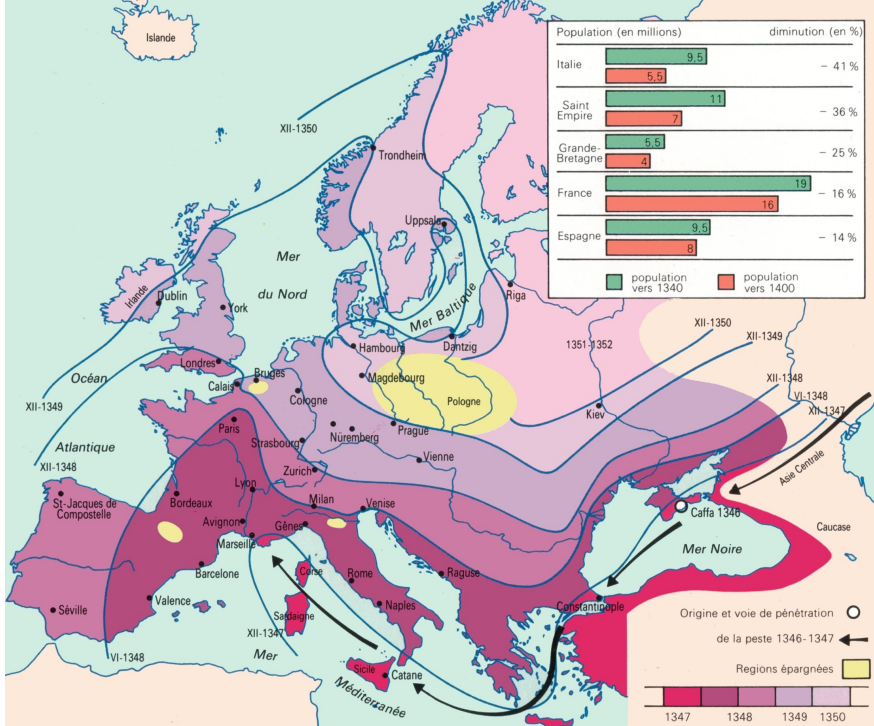 Islande
Population (en millions) diminution (en %)
Italie 9,5 5,5 – 41 %
Saint
Empire 11 7 – 36 %
Grande-
Bretagne 5,5 4 – 25 %
France 19 16 – 16 %
Espagne 9,5 8 – 14 %
population
vers 1340
population
vers 1400
XII-1350
Trondheim
Uppsala
Mer
du Nord
Mer Baltique
Riga
Irlande
Dublin
York
Dantzig
1351-1352
XII-1350
XII-1349
Hambourg
Londres
Bruges
Calais
Magdebourg
Cologne
Pologne
Océan
XII-1349
XII-1348
VI-1348
XII-1347
Kiev
Paris
Nüremberg
Prague
Strasbourg
Atlantique
XII-1348
Vienne
Zurich
Asie Centrale
Lyon
Milan
Venise
St-Jacques de
Compostelle
Bordeaux
Caffa 1346
Avignon
Gênes
Marseille
Caucase
Mer Noire
Barcelone
Corse
Rome
Raguse
Valence
Naples
Constantinople
Séville
Sardaigne
XII-1347
VI-1348
Mer
Méditerranée
Sicile
Catane
Origine et voie de pénétration
de la peste 1346-1347
Regions épargnées
1347 1348 1349 1350